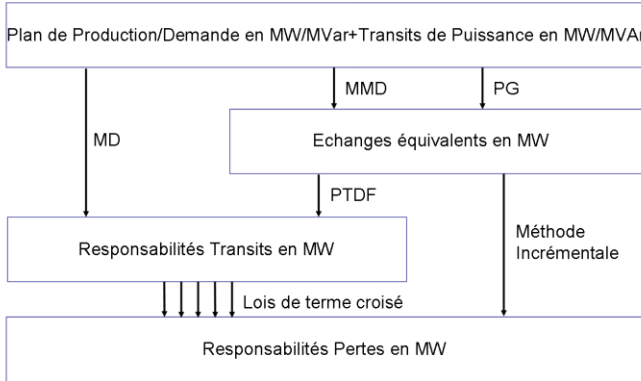 Plan de Production/Demande en MW/MVar+Transits de Puissance en MW/MVAr
MMD
PG
MD
Echanges équivalents en MW
PTDF
Responsabilités Transits en MW
Méthode
Incrémentale
Lois de terme croisé
Responsabilités Pertes en MW